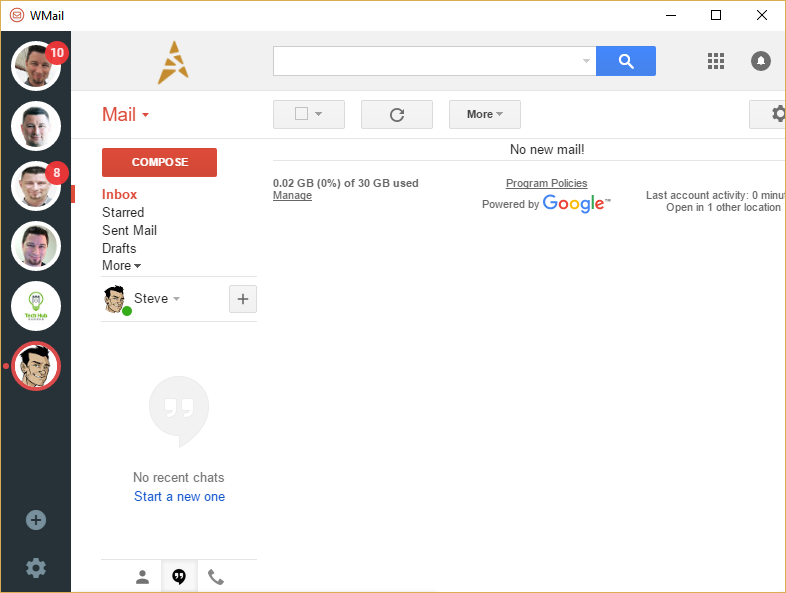 WMail
10
8
Tech Hub
Mail
More
COMPOSE
No new mail!
Inbox
Starred
Sent Mail
Drafts
More
0.02 GB (0%) of 30 GB used
Manage
Program Policies
Powered by Google™
Last account activity: 0 minut
Open in 1 other location
Steve
No recent chats
Start a new one